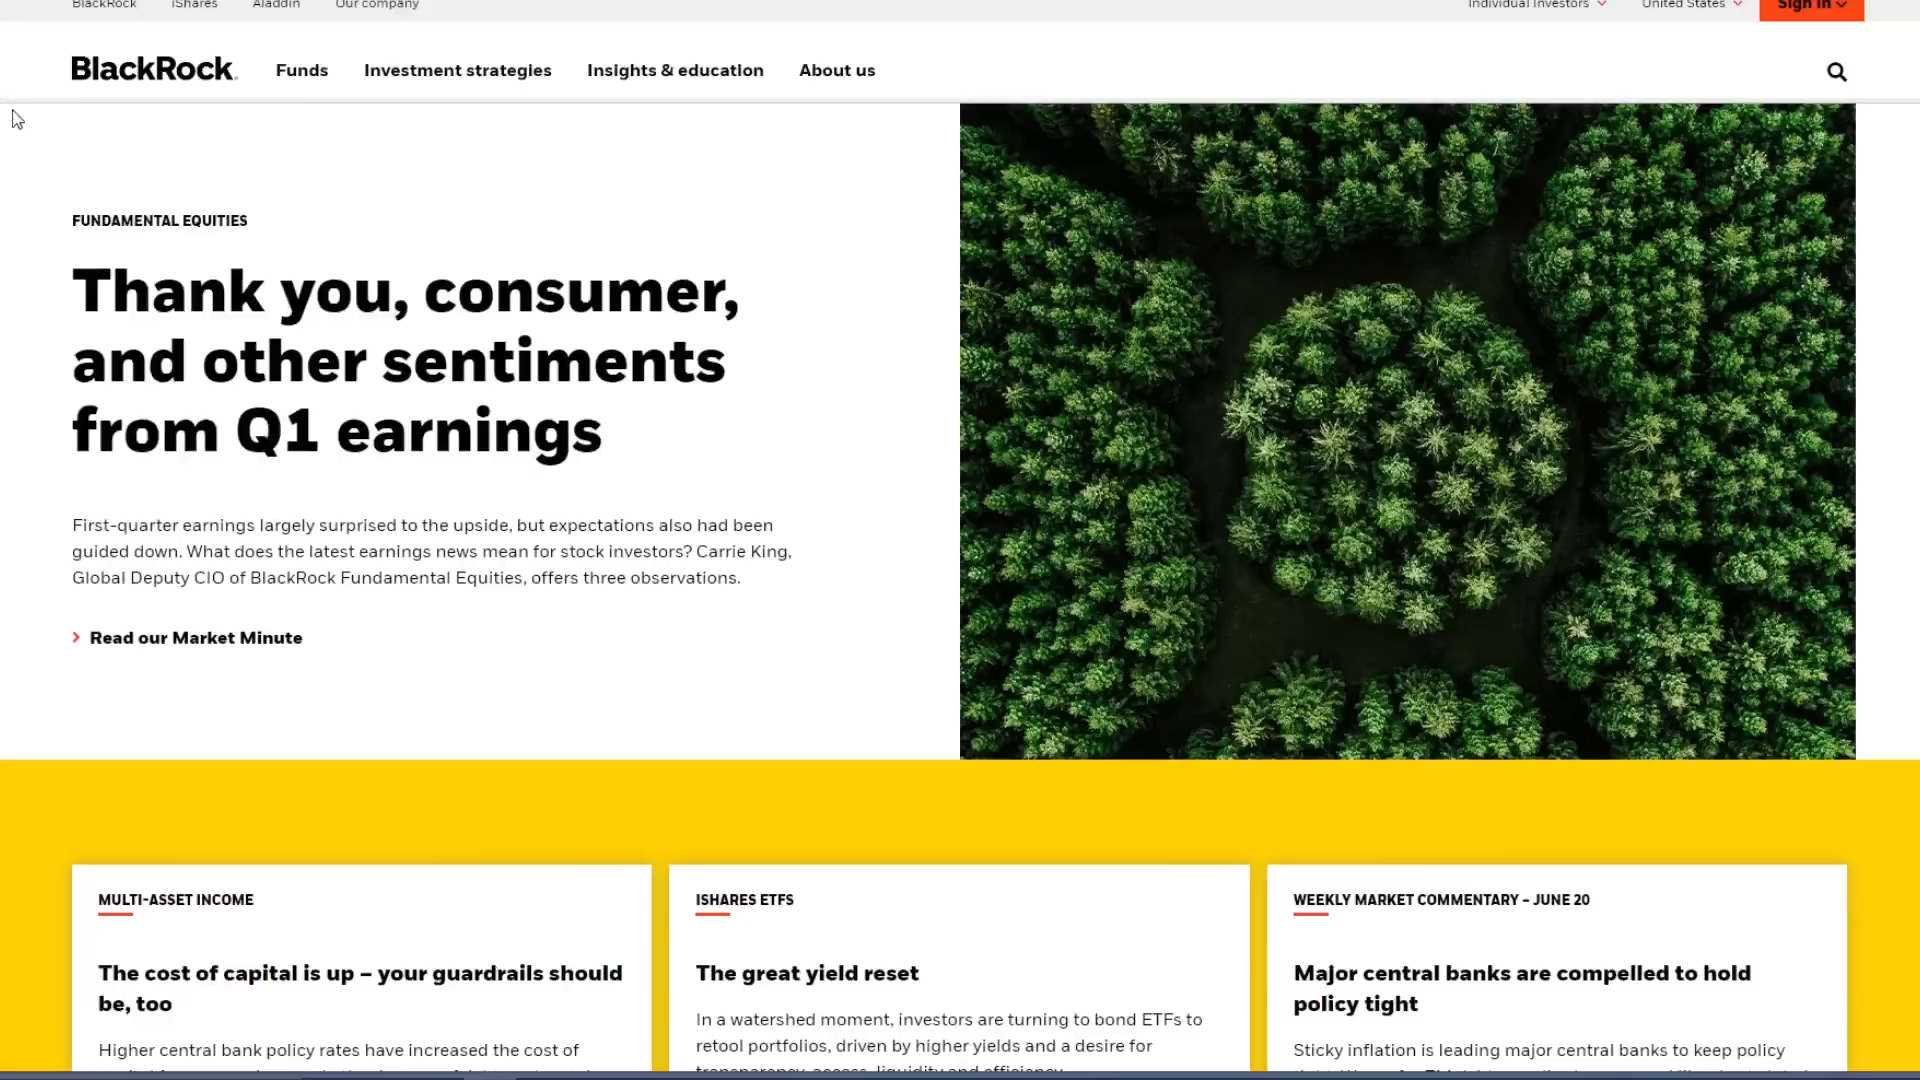 BlackRock iShares Aladdin Our company Individual Investors United States Sign In
BlackRock Funds Investment strategies Insights & education About us
FUNDAMENTAL EQUITIES
Thank you, consumer,
and other sentiments
from Q1 earnings
First-quarter earnings largely surprised to the upside, but expectations also had been
guided down. What does the latest earnings news mean for stock investors? Carrie King,
Global Deputy CIO of BlackRock Fundamental Equities, offers three observations.
Read our Market Minute
MULTI-ASSET INCOME
The cost of capital is up – your guardrails should
be, too
Higher central bank policy rates have increased the cost of
ISHARES ETFS
The great yield reset
In a watershed moment, investors are turning to bond ETFs to
retool portfolios, driven by higher yields and a desire for
transparency, access, liquidity and efficiency.
WEEKLY MARKET COMMENTARY – JUNE 20
Major central banks are compelled to hold
policy tight
Sticky inflation is leading major central banks to keep policy